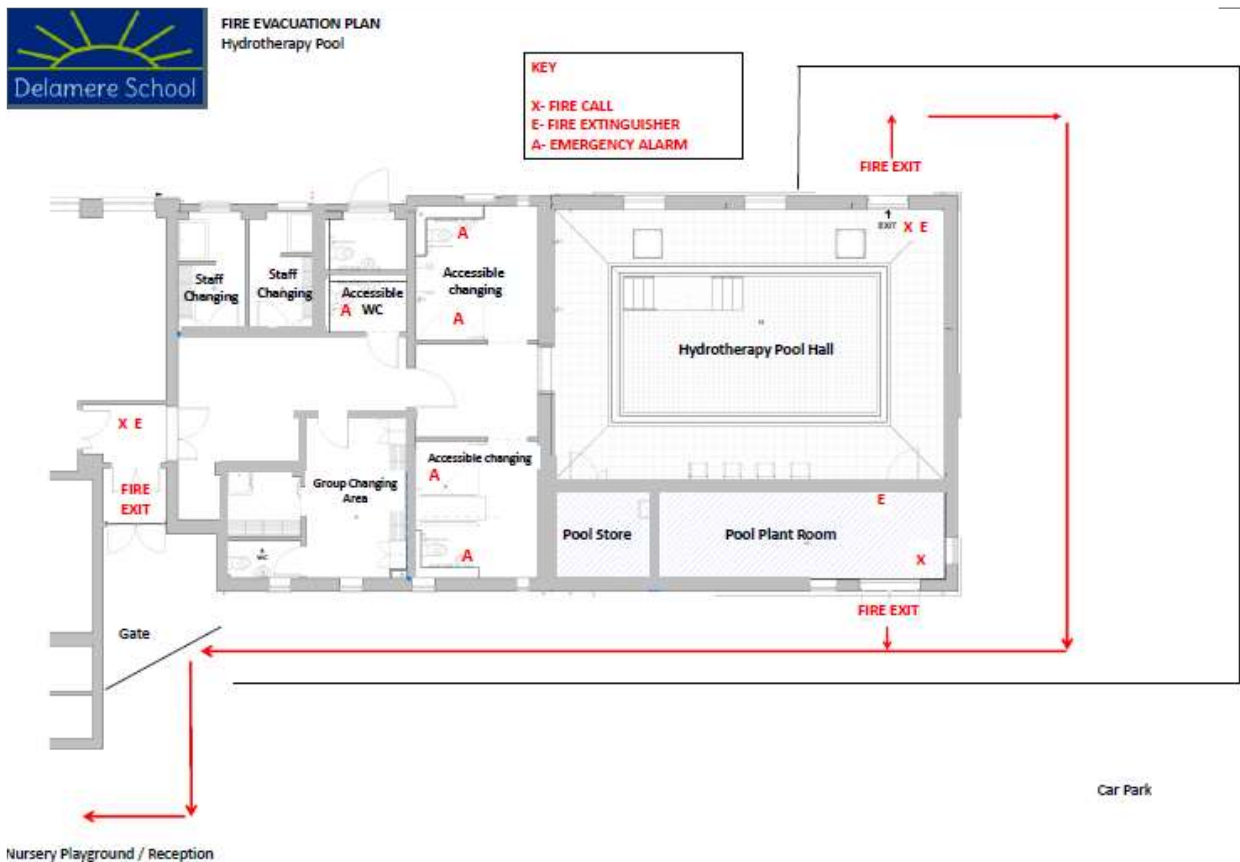 FIRE EVACUATION PLAN
Hydrotherapy Pool
Delamere School
KEY
X- FIRE CALL
E- FIRE EXTINGUISHER
A- EMERGENCY ALARM
FIRE EXIT
EXIT
X E
A
Staff
Changing
Staff
Changing
Accessible
WC
A
Accessible
changing
A
Hydrotherapy Pool Hall
X E
FIRE
EXIT
Accessible changing
A
Group Changing
Area
A
WC
E
Pool Store
Pool Plant Room
X
FIRE EXIT
Gate
Car Park
Nursery Playground / Reception